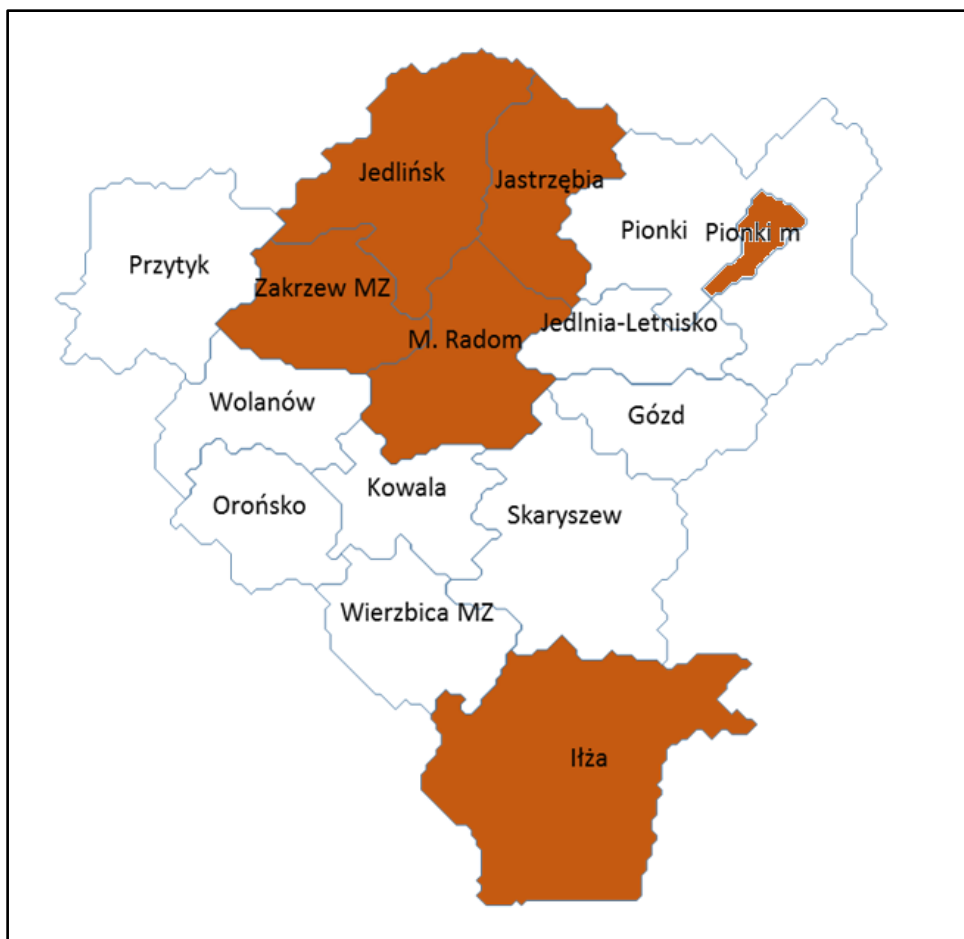 Jedlińsk
Jastrzębia
Pionki
Pionki m
Przytyk
Zakrzew MZ
M. Radom
Jedlnia-Letnisko
Wolanów
Gózd
Kowala
Orońsko
Skaryszew
Wierzbica MZ
Iłża